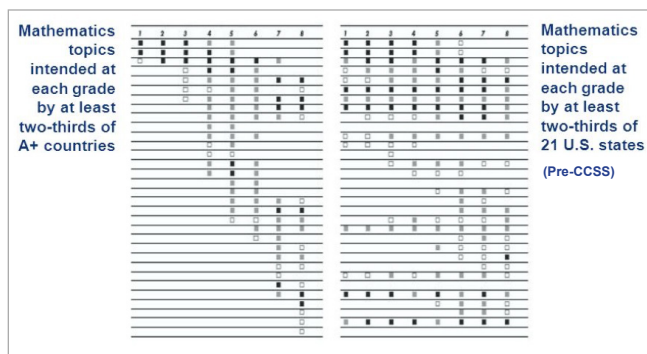 Mathematics
topics
intended at
each grade
by at least
two-thirds of
A+ countries
1 2 3 4 5 6 7 8
1 2 3 4 5 6 7 8
Mathematics
topics
intended at
each grade
by at least
two-thirds of
21 U.S. states
(Pre-CCSS)